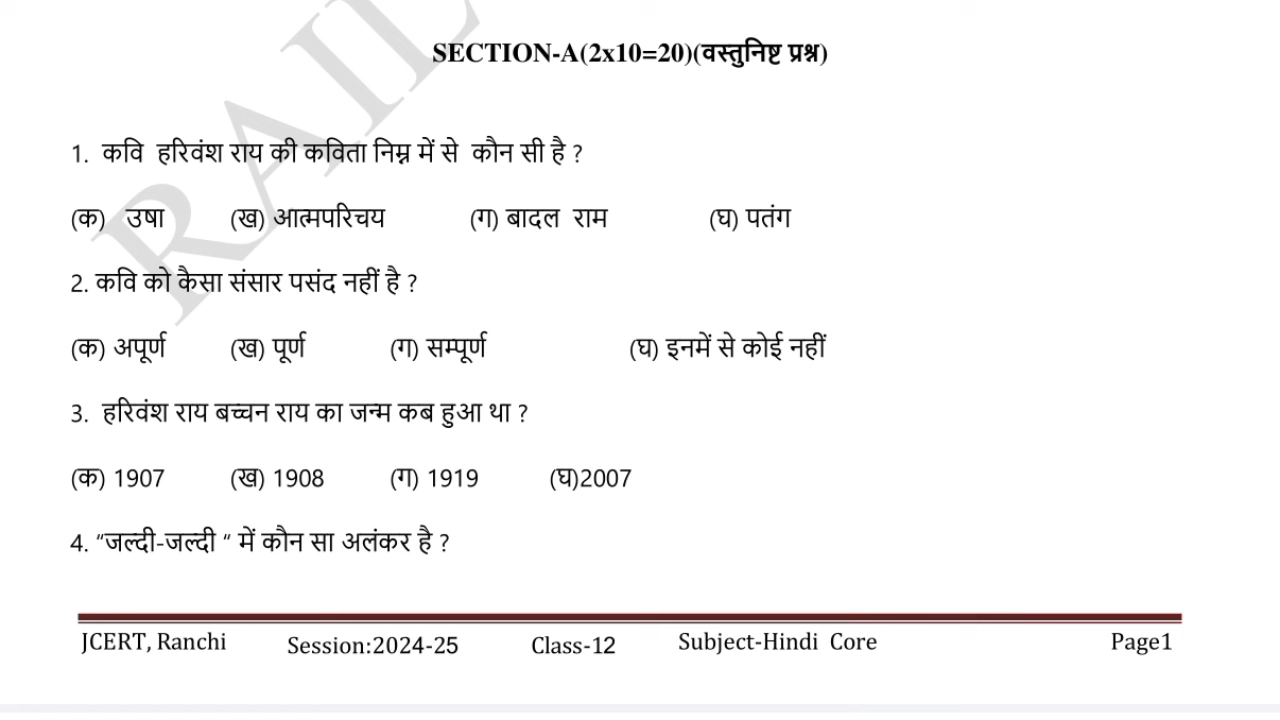 SECTION-A(2x10=20)(वस्तुनिष्ट प्रश्न)
1. कवि हरिवंश राय की कविता निम्न में से कौन सी है ?
(क) उषा (ख) आत्मपरिचय (ग) बादल राम (घ) पतंग
2. कवि को कैसा संसार पसंद नहीं है ?
(क) अपूर्ण (ख) पूर्ण (ग) सम्पूर्ण (घ) इनमें से कोई नहीं
3. हरिवंश राय बच्चन राय का जन्म कब हुआ था ?
(क) 1907 (ख) 1908 (ग) 1919 (घ)2007
4. “जल्दी-जल्दी “ में कौन सा अलंकर है ?
JCERT, Ranchi Session:2024-25 Class-12 Subject-Hindi Core Page1